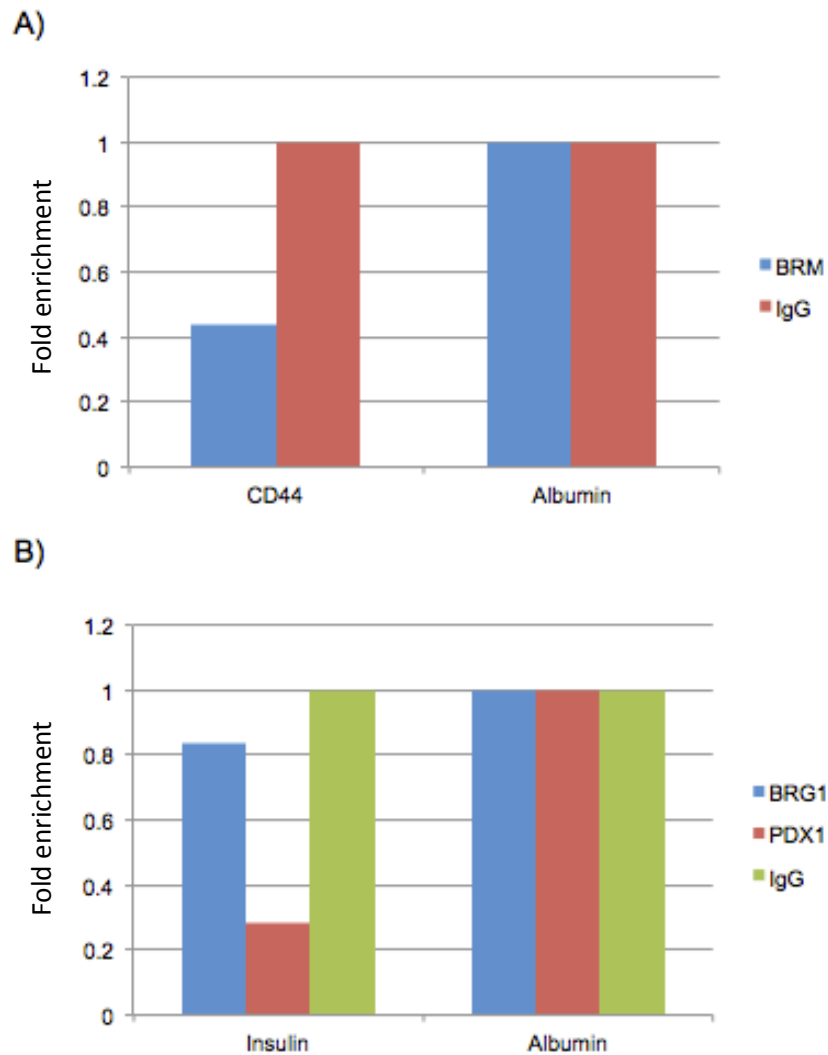 A)
Fold enrichment
1.2
1
0.8
0.6
0.4
0.2
0
CD44
Albumin
BRM
IgG
B)
Fold enrichment
1.2
1
0.8
0.6
0.4
0.2
0
Insulin
Albumin
BRG1
PDX1
IgG